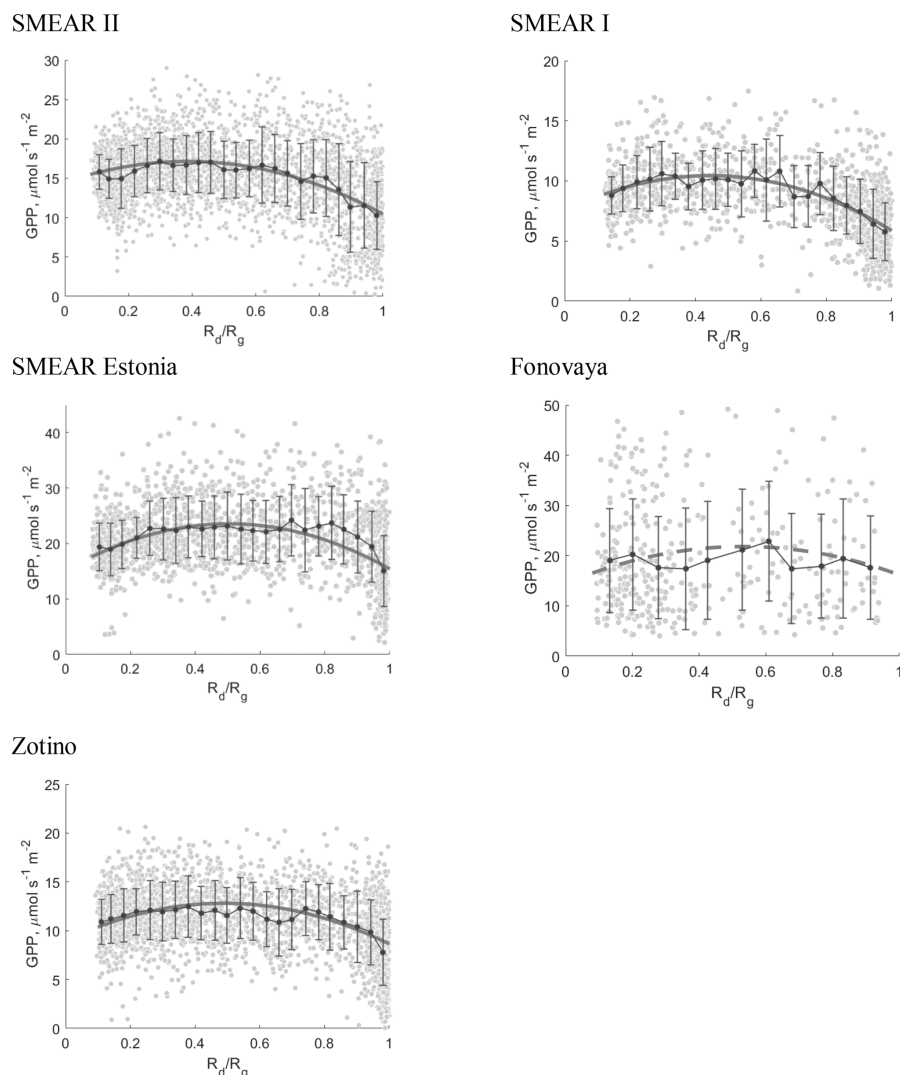 SMEAR II
SMEAR I
30
25
20
15
10
5
0
GPP, μmol s⁻¹ m⁻²
0 0.2 0.4 0.6 0.8 1
R_d/R_g
20
15
10
5
0
GPP, μmol s⁻¹ m⁻²
0 0.2 0.4 0.6 0.8 1
R_d/R_g
SMEAR Estonia
Fonovaya
40
30
20
10
0
GPP, μmol s⁻¹ m⁻²
0 0.2 0.4 0.6 0.8 1
R_d/R_g
50
40
30
20
10
0
GPP, μmol s⁻¹ m⁻²
0 0.2 0.4 0.6 0.8 1
R_d/R_g
Zotino
25
20
15
10
5
0
GPP, μmol s⁻¹ m⁻²
0 0.2 0.4 0.6 0.8 1
R_d/R_g